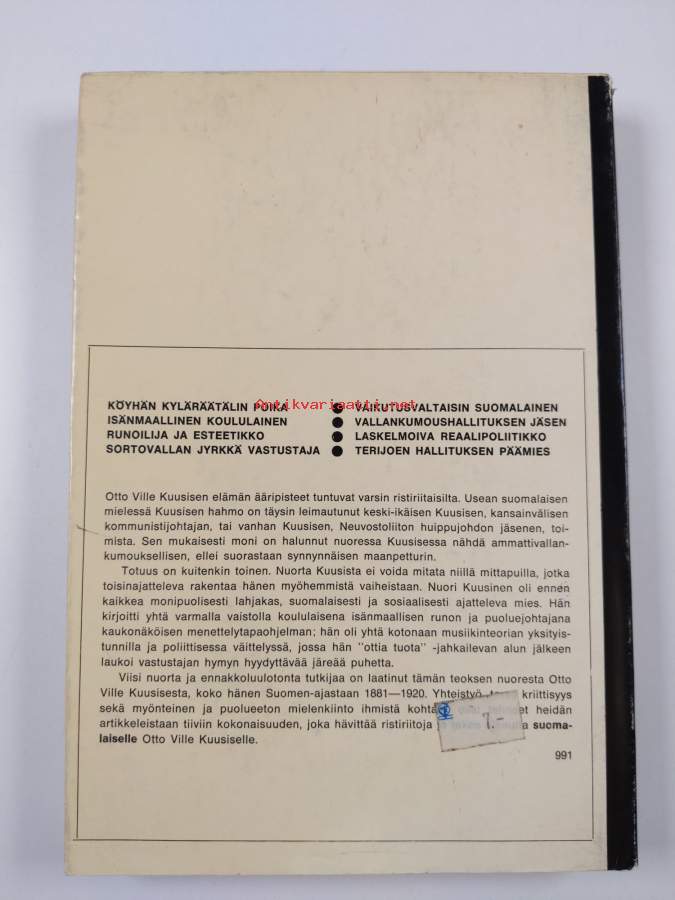 KÖYHÄN KYLÄRÄÄTÄLIN POIKA ● VAIKUTUSVALTAISIN SUOMALAINEN
Antikvariaatti.net
ISÄNMAALLINEN KOULULAINEN ● VALLANKUMOUSHALLITUKSEN JÄSEN
RUNOILIJA JA ESTEETIKKO ● LASKELMOIVA REAALIPOLIITIKKO
SORTOVALLAN JYRKKÄ VASTUSTAJA ● TERIJOEN HALLITUKSEN PÄÄMIES
Otto Ville Kuusisen elämän ääripisteet tuntuvat varsin ristiriitaisilta. Usean suomalaisen
mielessä Kuusisen hahmo on täysin leimautunut keski-ikäisen Kuusisen, kansainvälisen
kommunistijohtajan, tai vanhan Kuusisen, Neuvostoliiton huippujohdon jäsenen, toi-
mista. Sen mukaisesti moni on halunnut nuoressa Kuusisessa nähdä ammattivallan-
kumouksellisen, ellei suorastaan synnynnäisen maanpetturin.
Totuus on kuitenkin toinen. Nuorta Kuusista ei voida mitata niillä mittapuilla, jotka
toisinajatteleva rakentaa hänen myöhemmistä vaiheistaan. Nuori Kuusinen oli ennen
kaikkea monipuolisesti lahjakas, suomalaisesti ja sosiaalisesti ajatteleva mies. Hän
kirjoitti yhtä varmalla vaistolla koululaisena isänmaallisen runon ja puoluejohtajana
kaukonäköisen menettelytapaohjelman; hän oli yhtä kotonaan musiikinteorian yksityis-
tunnilla ja poliittisessa väittelyssä, jossa hän "ottia tuota" -jahkailevan alun jälkeen
laukoi vastustajan hymyn hyydyttävää järeää puhetta.
Viisi nuorta ja ennakkoluulotonta tutkijaa on laatinut tämän teoksen nuoresta Otto
Ville Kuusisesta, koko hänen Suomen-ajastaan 1881—1920. Yhteistyö, kriittisyys
sekä myönteinen ja puolueeton mielenkiinto ihmistä heidän
artikkeleistaan tiiviin kokonaisuuden, joka hävittää ristiriitoja suoma-
laiselle Otto Ville Kuusiselle.
1.-
991